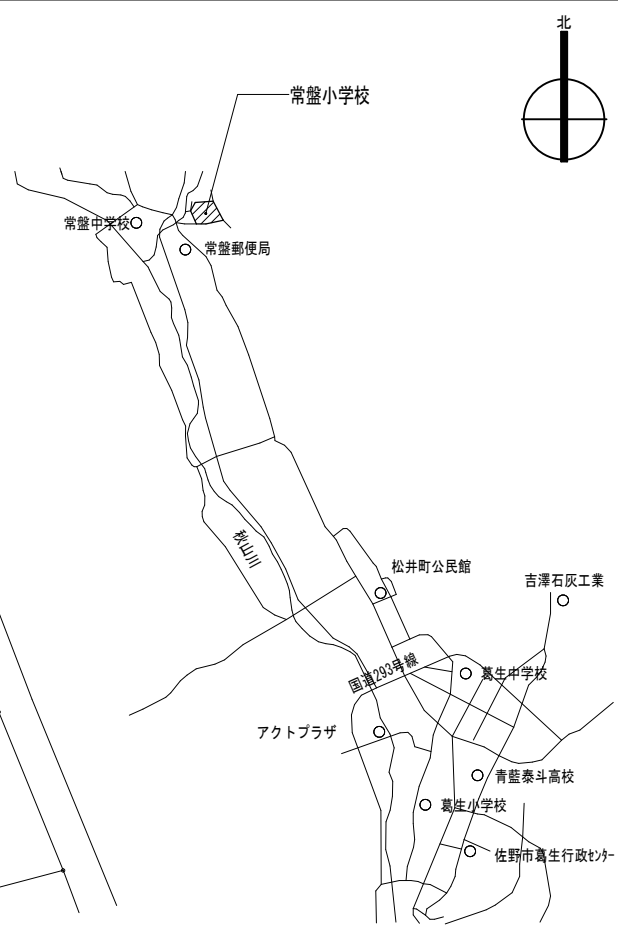 北
常盤小学校
常盤中学校
常盤郵便局
秋山川
松井町公民館
吉澤石灰工業
国道293号線
葛生中学校
アクトプラザ
青藍泰斗高校
葛生小学校
佐野市葛生行政センター